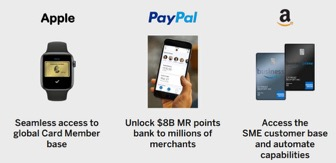 Apple
PayPal
a
Seamless access to
global Card Member
base
Unlock $8B MR points
bank to millions of
merchants
Access the
SME customer base
and automate
capabilities